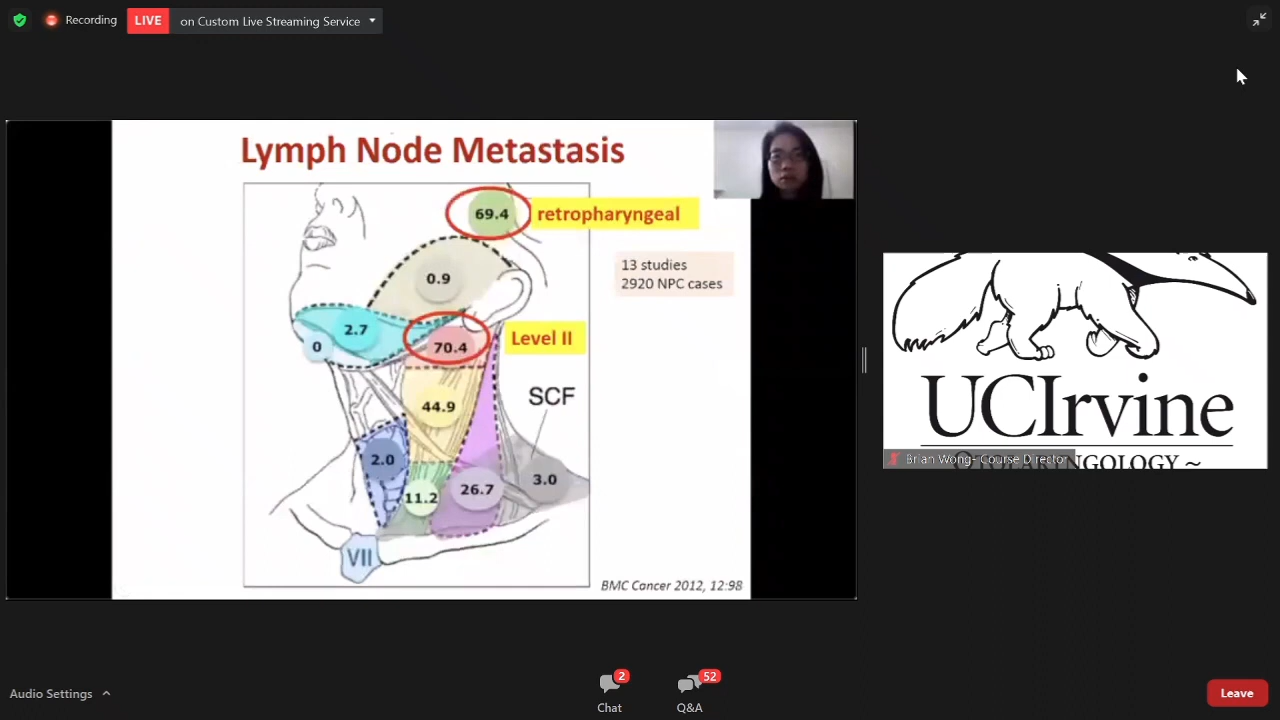 Recording
LIVE on Custom Live Streaming Service
Lymph Node Metastasis
69.4 retropharyngeal
13 studies
2920 NPC cases
0.9
2.7
0
70.4
Level II
44.9
SCF
2.0
11.2
26.7
3.0
VII
BMC Cancer 2012, 12:98
UCIrvine
Brian Wong- Course Director
OTOLARYNGOLOGY ~
Audio Settings
2
Chat
52
Q&A
Leave